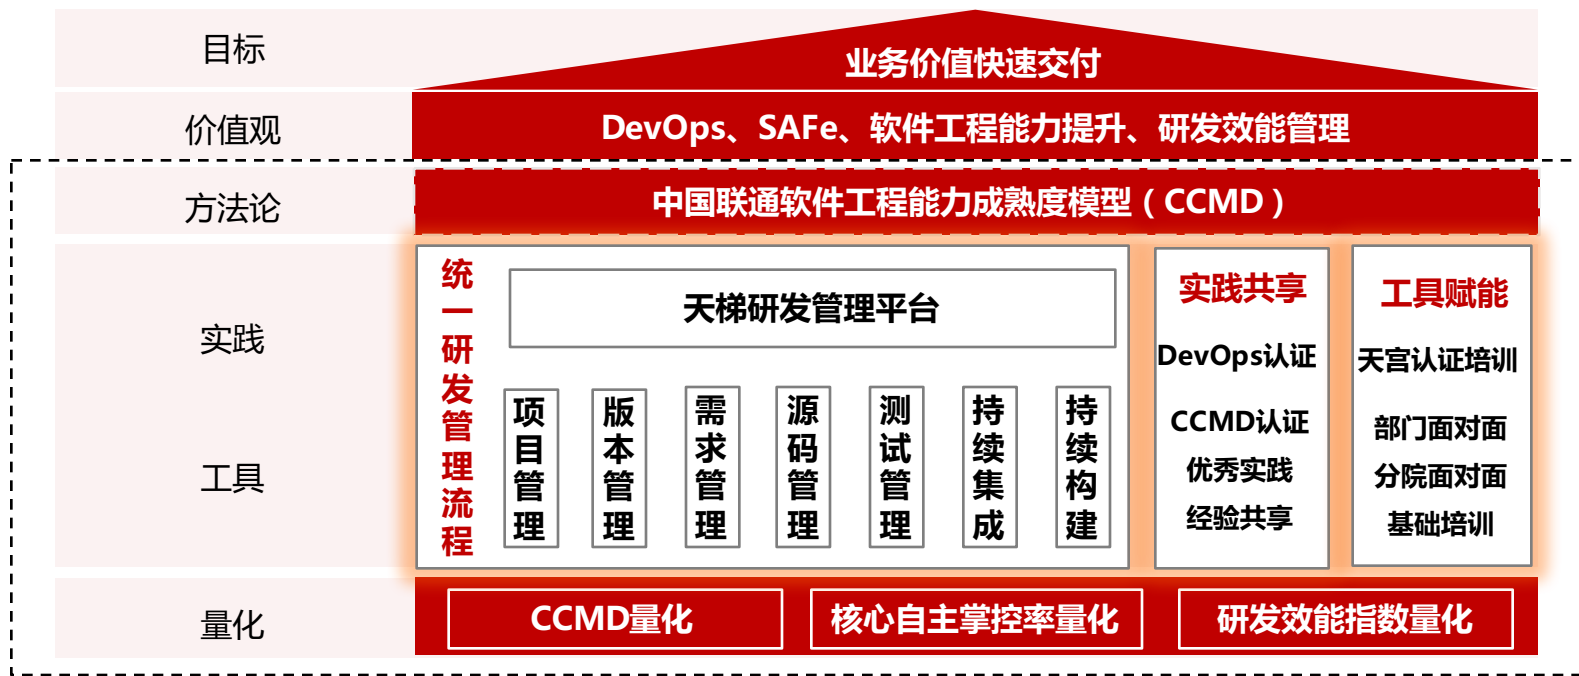 目标
业务价值快速交付
价值观
DevOps、SAFe、软件工程能力提升、研发效能管理
方法论
中国联通软件工程能力成熟度模型（CCMD）
实践
工具
统一研发管理流程
天梯研发管理平台
项目管理
版本管理
需求管理
源码管理
测试管理
持续集成
持续构建
实践共享
DevOps认证
CCMD认证
优秀实践
经验共享
工具赋能
天宫认证培训
部门面对面
分院面对面
基础培训
量化
CCMD量化
核心自主掌控率量化
研发效能指数量化